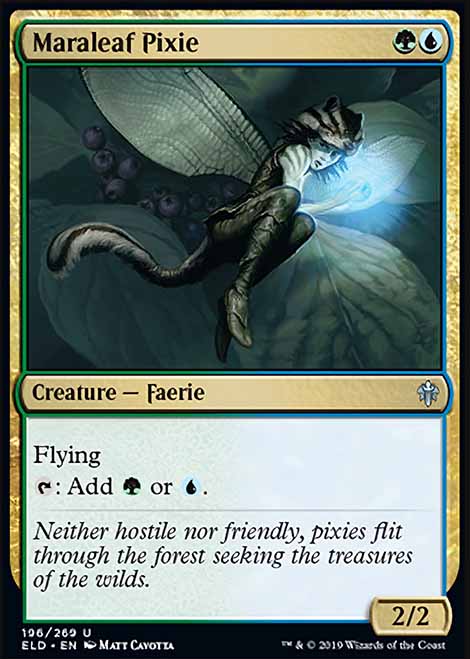 Maraleaf Pixie
Creature — Faerie
Flying
: Add or .
Neither hostile nor friendly, pixies flit
through the forest seeking the treasures
of the wilds.
2/2
196/269 U
ELD • EN Matt Cavotta
™ & © 2019 Wizards of the Coast